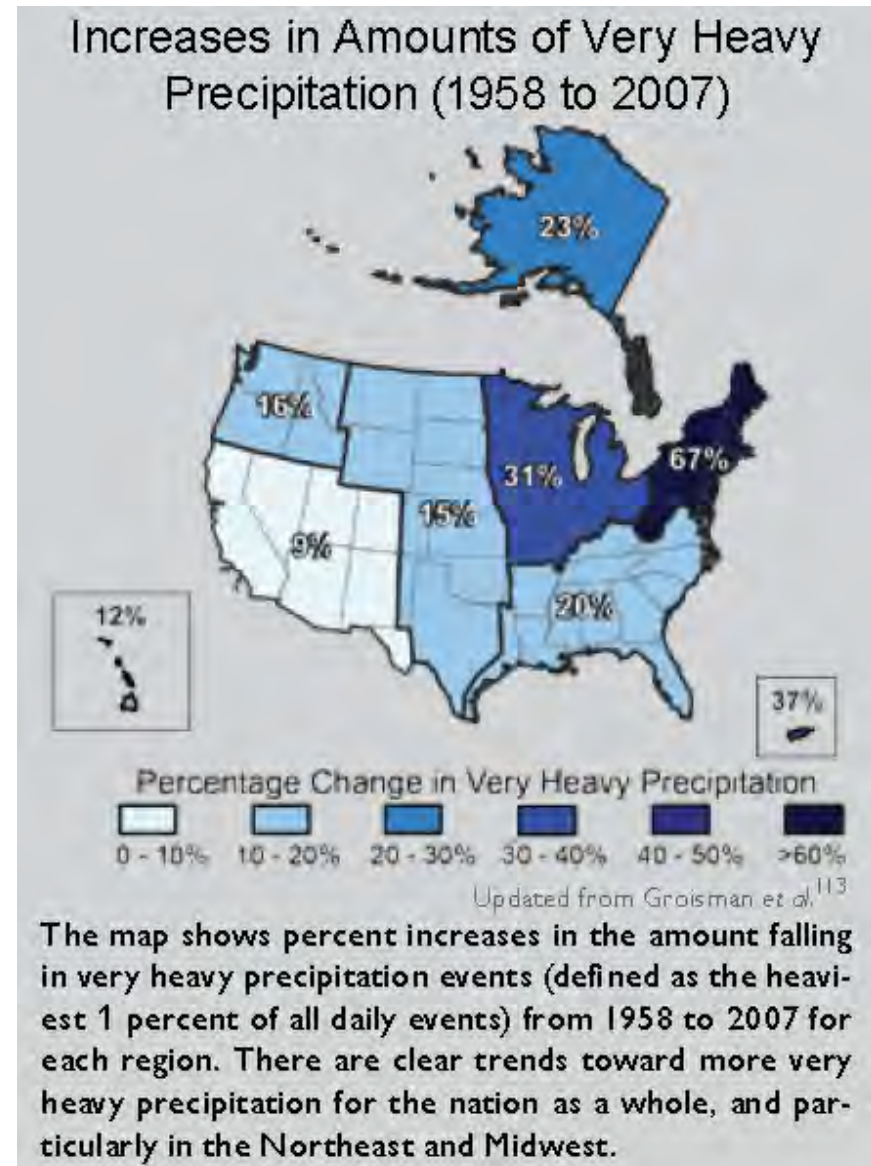 Increases in Amounts of Very Heavy
Precipitation (1958 to 2007)
23%
16%
67%
31%
15%
9%
20%
12%
37%
Percentage Change in Very Heavy Precipitation
0 - 10% 10 - 20% 20 - 30% 30 - 40% 40 - 50% >60%
Updated from Groisman et al.113
The map shows percent increases in the amount falling
in very heavy precipitation events (defined as the heavi-
est 1 percent of all daily events) from 1958 to 2007 for
each region. There are clear trends toward more very
heavy precipitation for the nation as a whole, and par-
ticularly in the Northeast and Midwest.